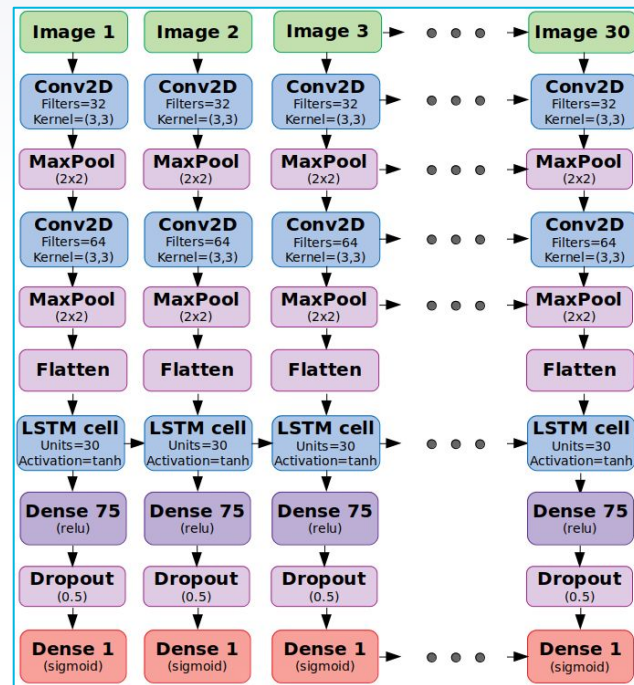 Image 1 Image 2 Image 3 Image 30
Conv2D Conv2D Conv2D Conv2D
Filters=32 Filters=32 Filters=32 Filters=32
Kernel=(3,3) Kernel=(3,3) Kernel=(3,3) Kernel=(3,3)
MaxPool MaxPool MaxPool MaxPool
(2x2) (2x2) (2x2) (2x2)
Conv2D Conv2D Conv2D Conv2D
Filters=64 Filters=64 Filters=64 Filters=64
Kernel=(3,3) Kernel=(3,3) Kernel=(3,3) Kernel=(3,3)
MaxPool MaxPool MaxPool MaxPool
(2x2) (2x2) (2x2) (2x2)
Flatten Flatten Flatten Flatten
LSTM cell LSTM cell LSTM cell LSTM cell
Units=30 Units=30 Units=30 Units=30
Activation=tanh Activation=tanh Activation=tanh Activation=tanh
Dense 75 Dense 75 Dense 75 Dense 75
(relu) (relu) (relu) (relu)
Dropout Dropout Dropout Dropout
(0.5) (0.5) (0.5) (0.5)
Dense 1 Dense 1 Dense 1 Dense 1
(sigmoid) (sigmoid) (sigmoid) (sigmoid)